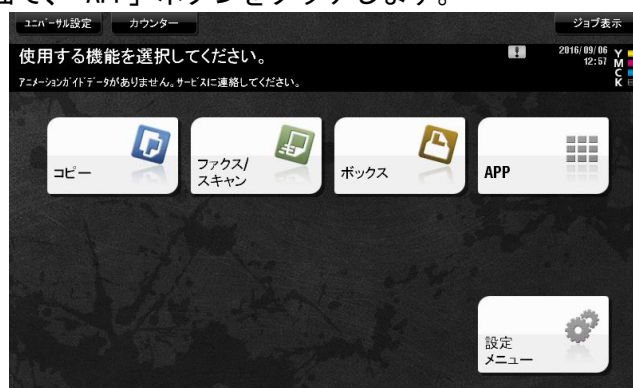 で、「APP」ボタンをタッチします。
ユニバーサル設定 カウンター ジョブ表示
使用する機能を選択してください。
2016/09/06
12:57
アニメーションガイドデータがありません。サービスに連絡してください。
Y
M
C
K
コピー
ファクス/
スキャン
ボックス
APP
設定
メニュー